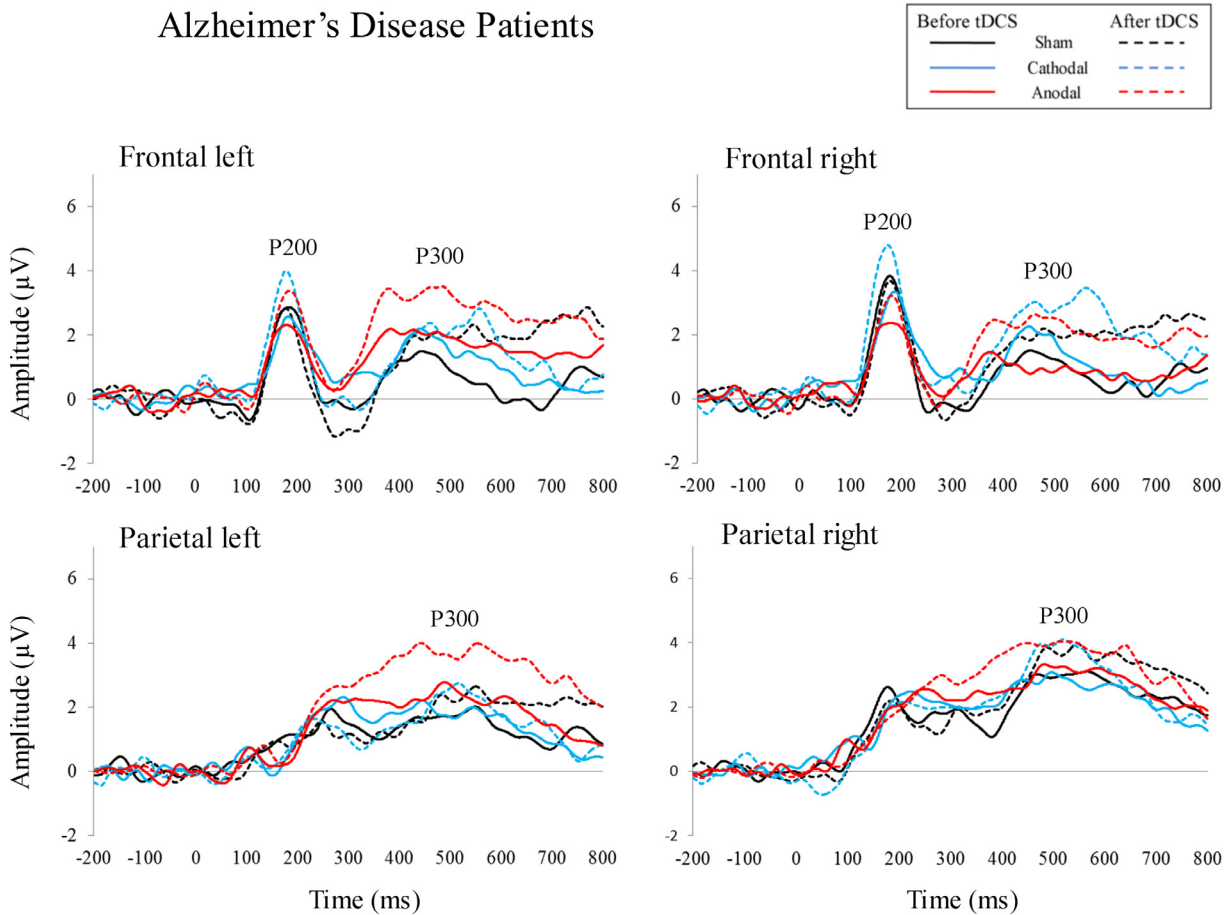 Alzheimer's Disease Patients
Before tDCS After tDCS
Sham
Cathodal
Anodal
Frontal left
Amplitude (µV)
6
4
2
0
-2
P200
P300
-200 -100 0 100 200 300 400 500 600 700 800
Frontal right
Amplitude (µV)
6
4
2
0
-2
P200
P300
-200 -100 0 100 200 300 400 500 600 700 800
Parietal left
Amplitude (µV)
6
4
2
0
-2
P300
-200 -100 0 100 200 300 400 500 600 700 800
Time (ms)
Parietal right
Amplitude (µV)
6
4
2
0
-2
P300
-200 -100 0 100 200 300 400 500 600 700 800
Time (ms)